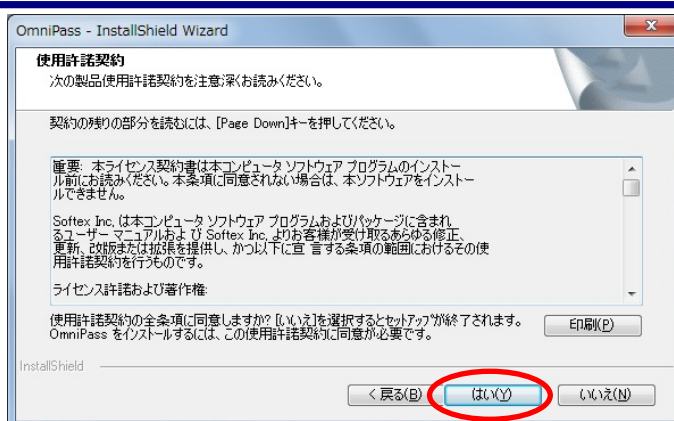 OmniPass - InstallShield Wizard
使用許諾契約
次の製品使用許諾契約を注意深くお読みください。
契約の残りの部分を読むには、[Page Down]キーを押してください。
重要: 本ライセンス契約書は本コンピュータ ソフトウェア プログラムのインストー
ル前にお読みください。本条項に同意されない場合は、本ソフトウェアをインストー
ルできません。
Softex Inc, は本コンピュータ ソフトウェア プログラムおよびパッケージに含まれ
るユーザー マニュアルおよ び Softex Inc, よりお客様が受け取るあらゆる修正、
更新、改版または拡張を提供し、かつ以下に宣 言する条項の範囲におけるその使
用許諾契約を行うものです。
ライセンス許諾および著作権:
使用許諾契約の全条項に同意しますか? [いいえ]を選択するとセットアップが終了されます。
OmniPass をインストールするには、この使用許諾契約に同意が必要です。
印刷(P)
InstallShield
< 戻る(B)
はい(Y)
いいえ(N)